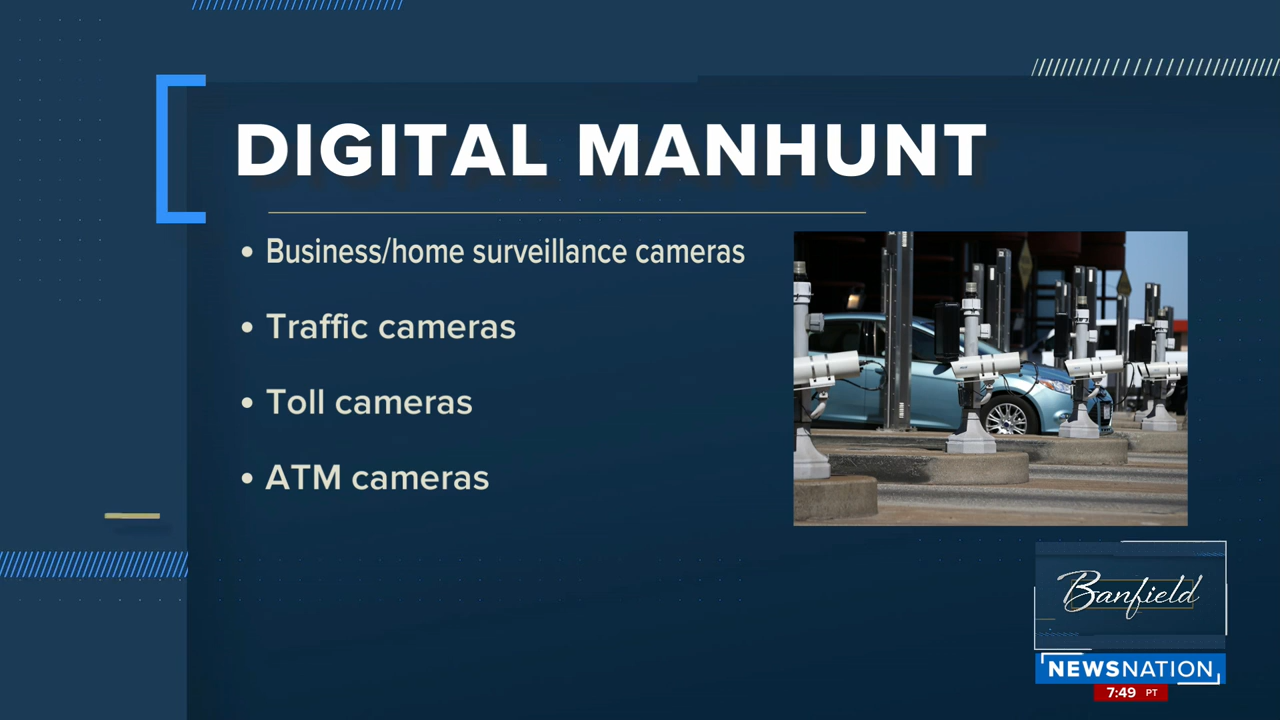 DIGITAL MANHUNT
• Business/home surveillance cameras
• Traffic cameras
• Toll cameras
• ATM cameras
Banfield
NEWSNATION
7:49 PT